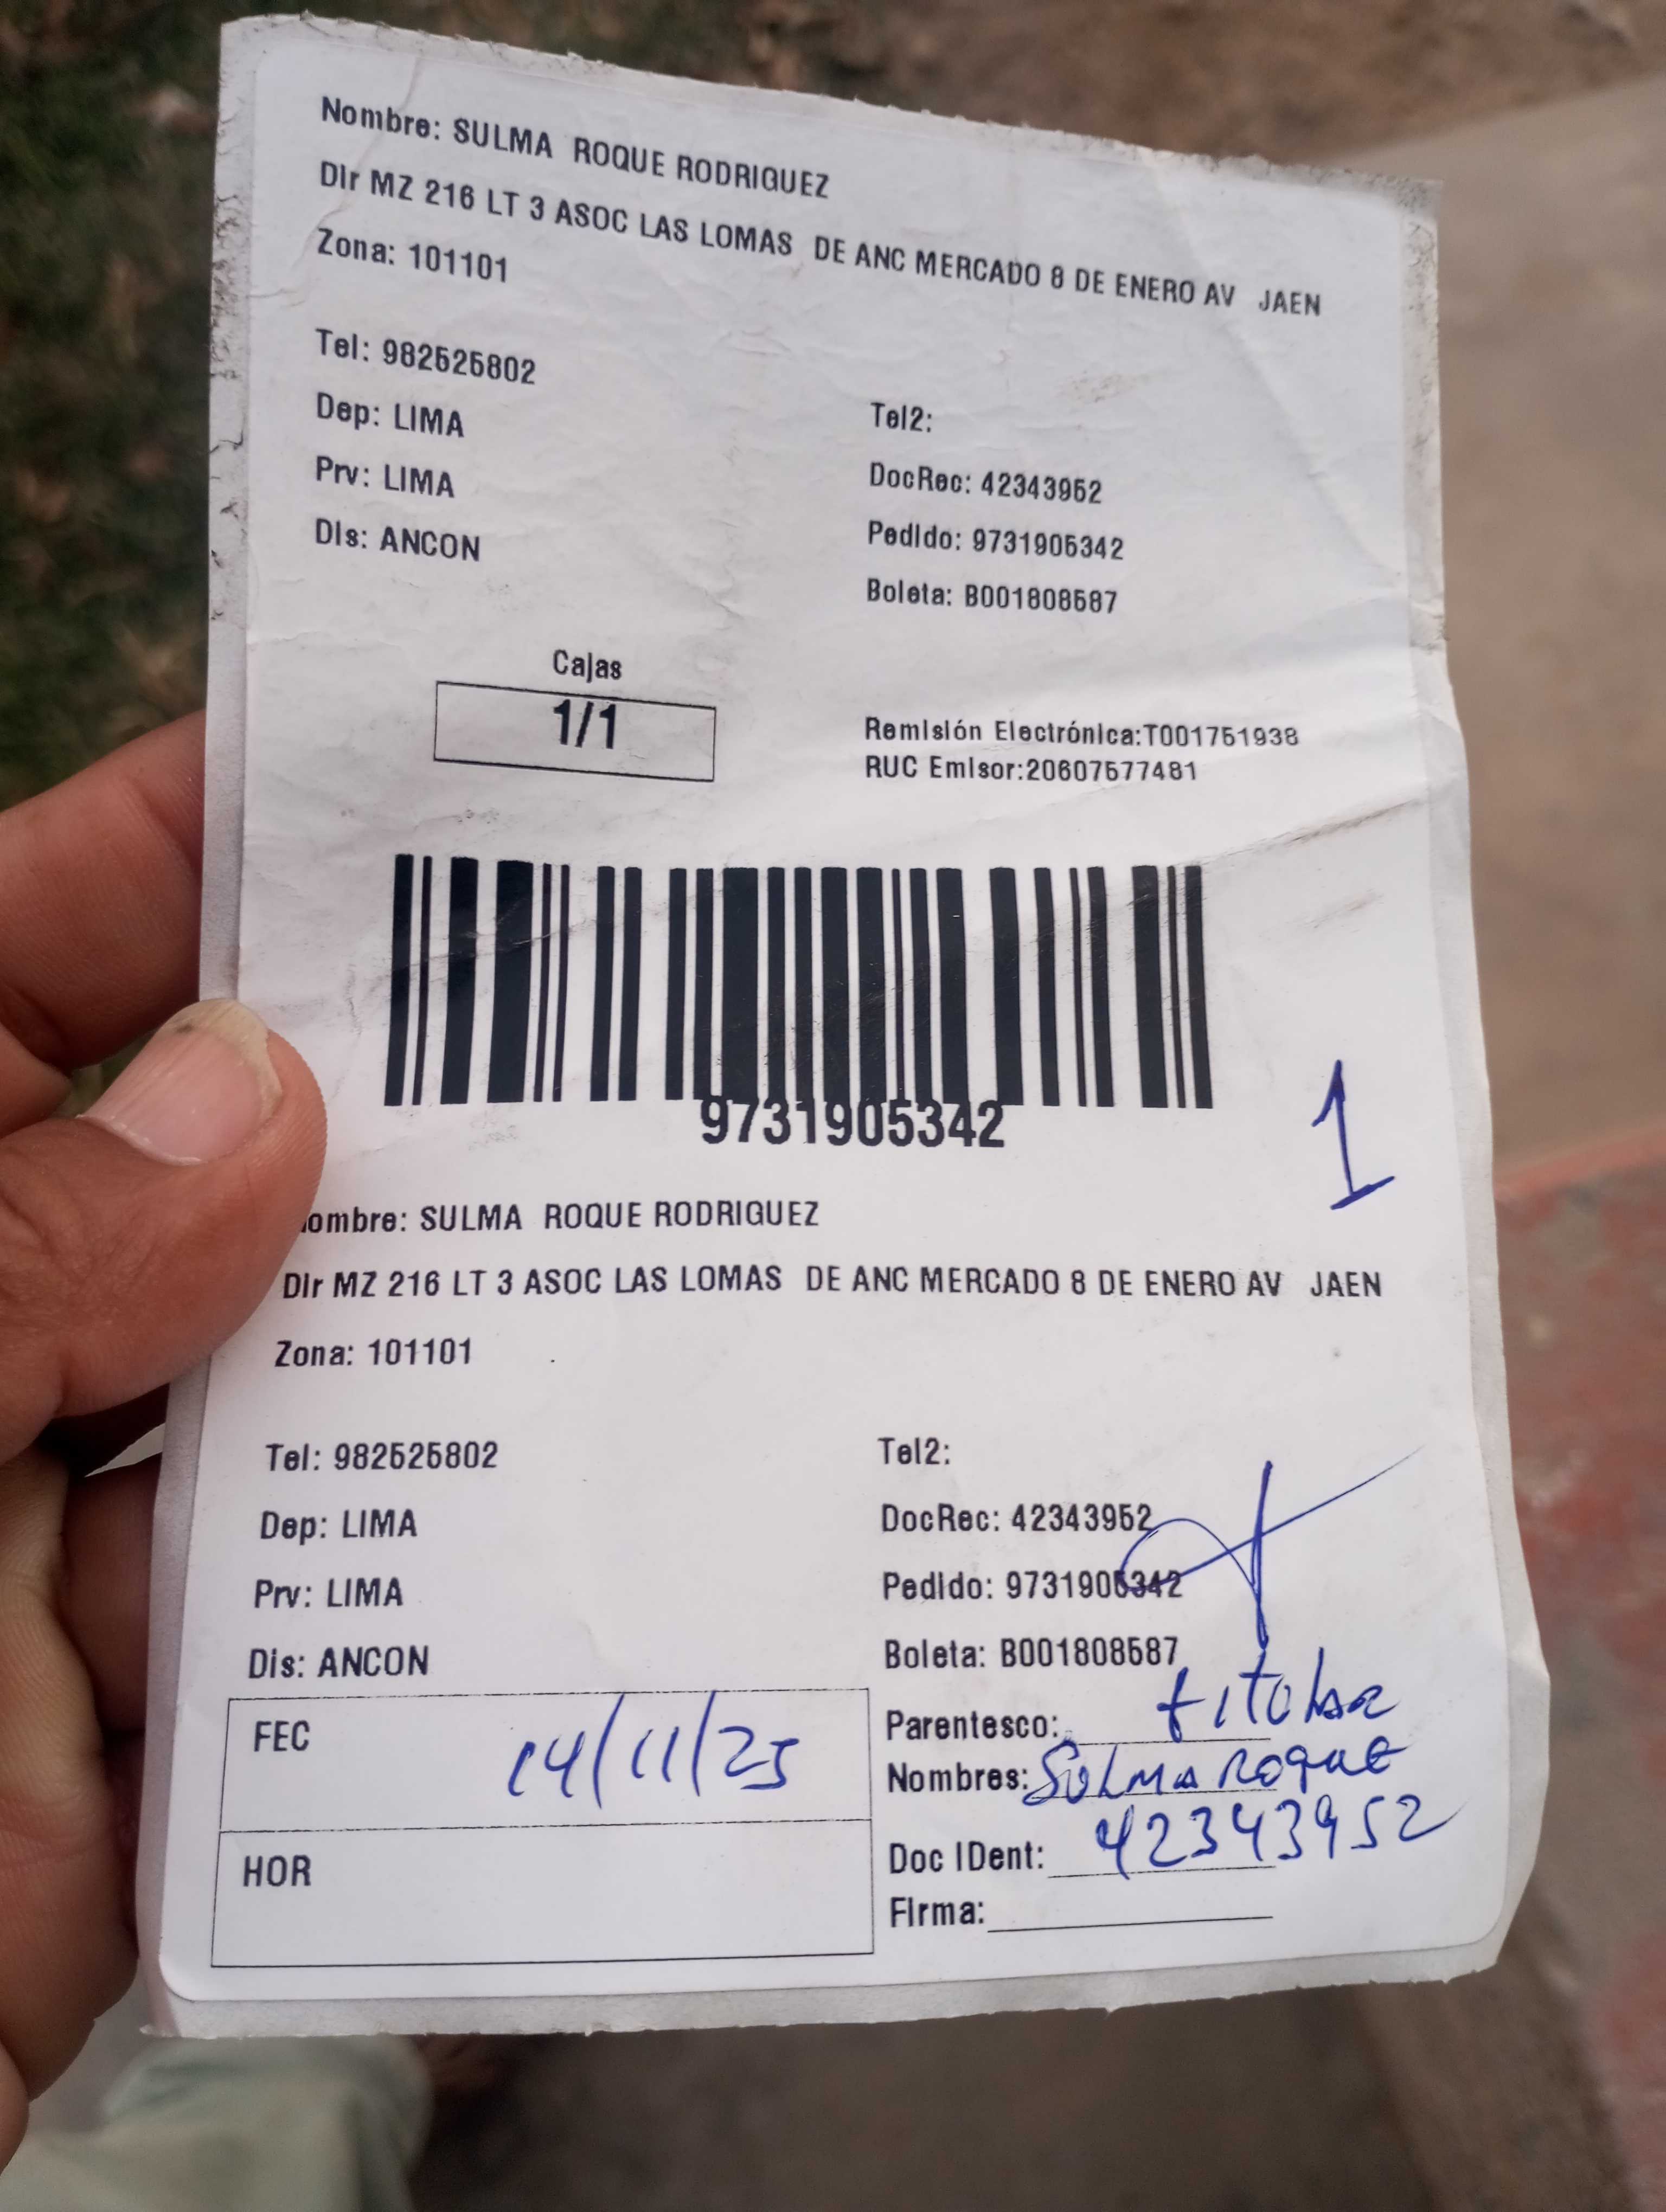 Nombre: SULMA ROQUE RODRIGUEZ
Dir MZ 216 LT 3 ASOC LAS LOMAS DE ANC MERCADO 8 DE ENERO AV JAEN
Zona: 101101
Tel: 982525802
Dep: LIMA
Tel2:
Prv: LIMA
DocRec: 42343952
Dis: ANCON
Pedido: 9731905342
Boleta: B001808587
Cajas
1/1
Remisión Electrónica:T001751938
RUC Emisor:20607577481
9731905342
1
ombre: SULMA ROQUE RODRIGUEZ
Dir MZ 216 LT 3 ASOC LAS LOMAS DE ANC MERCADO 8 DE ENERO AV JAEN
Zona: 101101
Tel: 982525802
Tel2:
Dep: LIMA
DocRec: 42343952
Prv: LIMA
Pedido: 9731905342
Dis: ANCON
Boleta: B001808587
FEC 14/11/25
Parentesco: titular
Nombres: SULMA ROQUE
HOR
Doc IDent: 42343952
Firma: